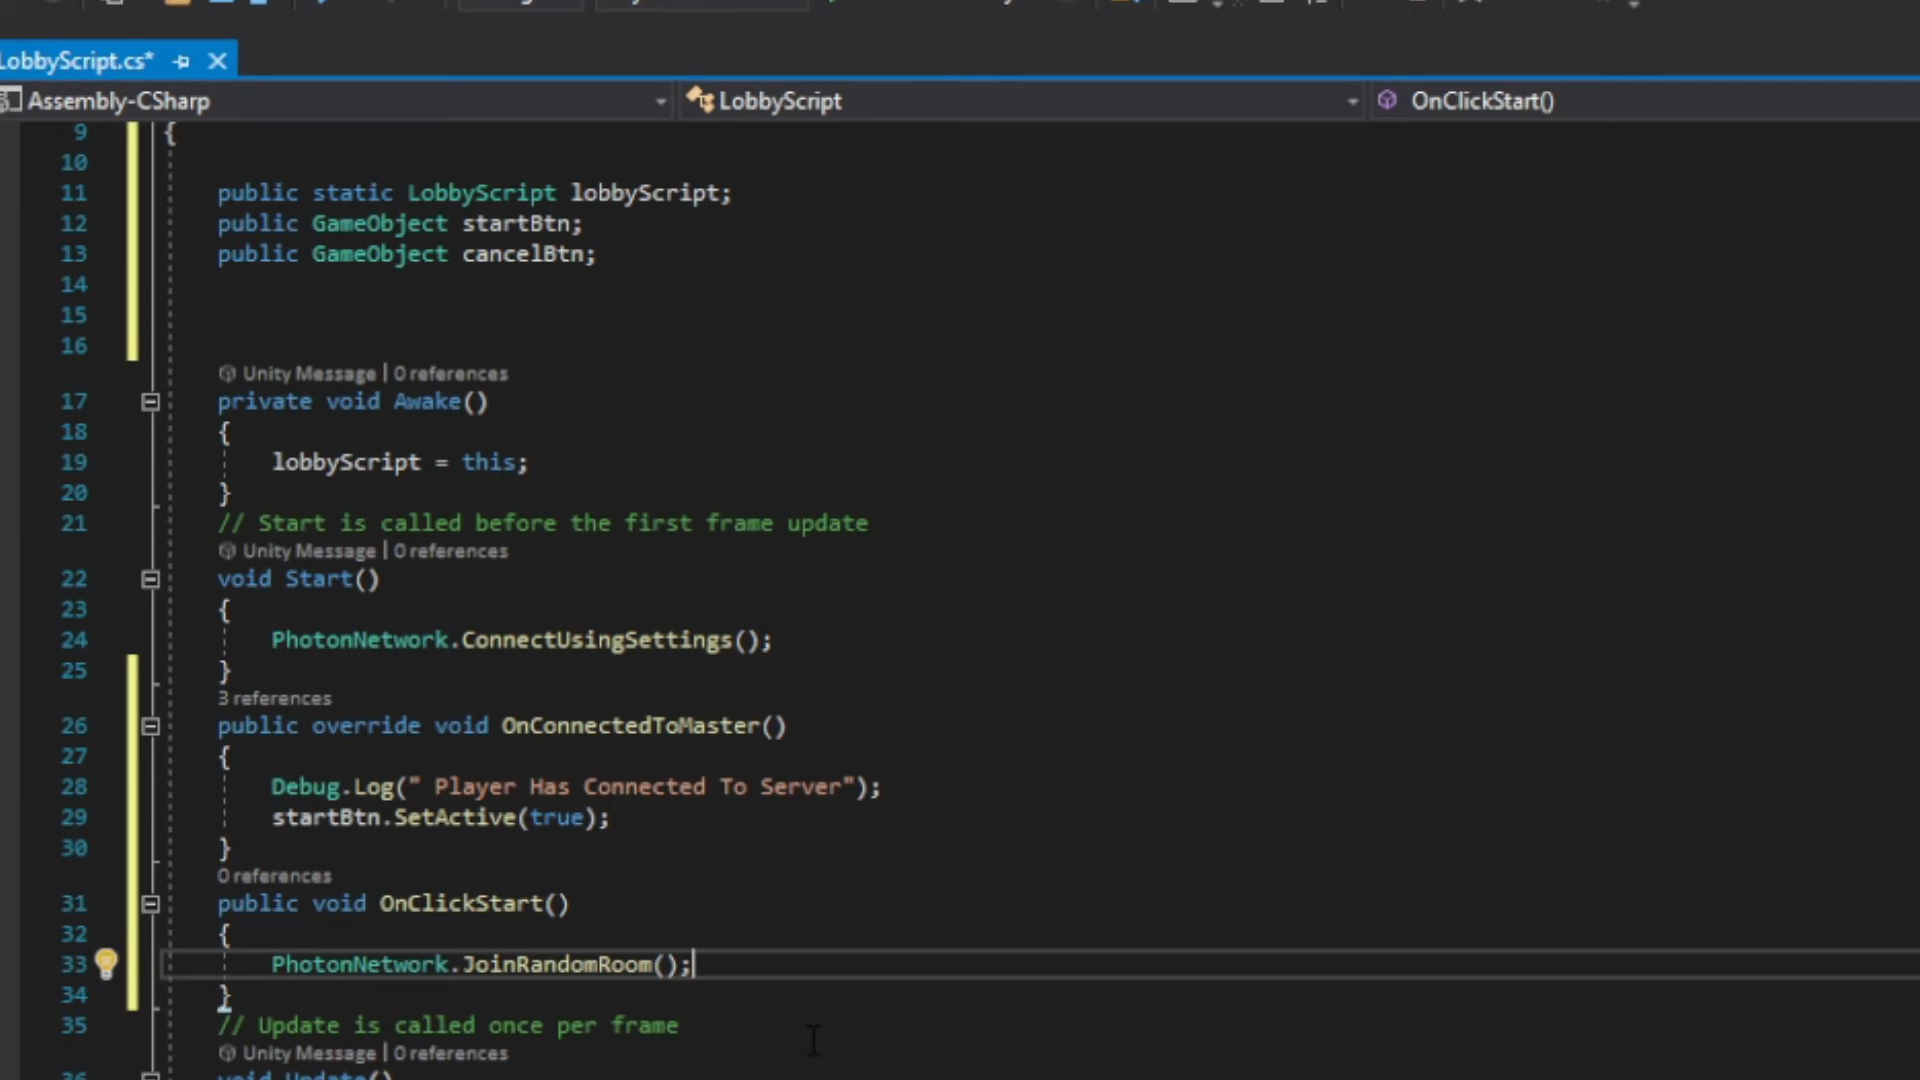 LobbyScript.cs*
Assembly-CSharp LobbyScript OnClickStart()
9 {
10
11 public static LobbyScript lobbyScript;
12 public GameObject startBtn;
13 public GameObject cancelBtn;
14
15
16
Unity Message | 0 references
17 private void Awake()
18 {
19 lobbyScript = this;
20 }
21 // Start is called before the first frame update
Unity Message | 0 references
22 void Start()
23 {
24 PhotonNetwork.ConnectUsingSettings();
25 }
3 references
26 public override void OnConnectedToMaster()
27 {
28 Debug.Log(" Player Has Connected To Server");
29 startBtn.SetActive(true);
30 }
0 references
31 public void OnClickStart()
32 {
33 PhotonNetwork.JoinRandomRoom();
34 }
35 // Update is called once per frame
Unity Message | 0 references
36 void Update()